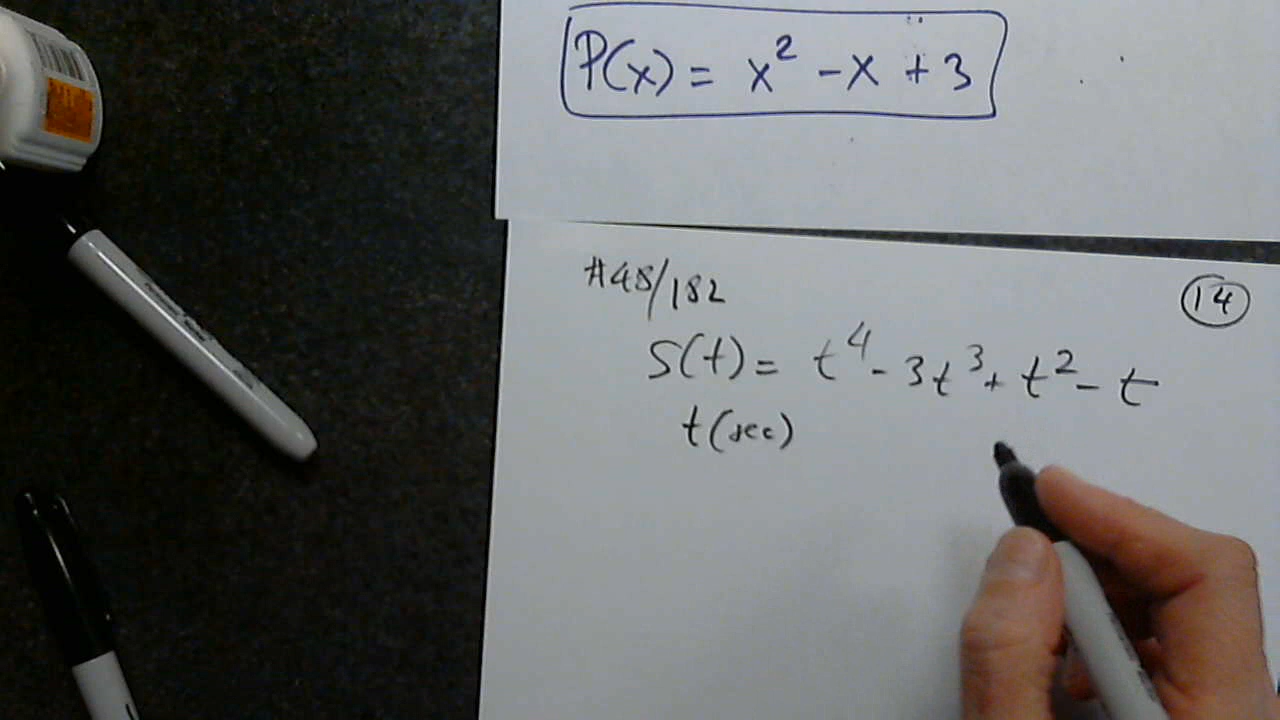 P(x) = x² - x + 3
#48/182
14
S(t) = t⁴ - 3t³ + t² - t
t (sec)